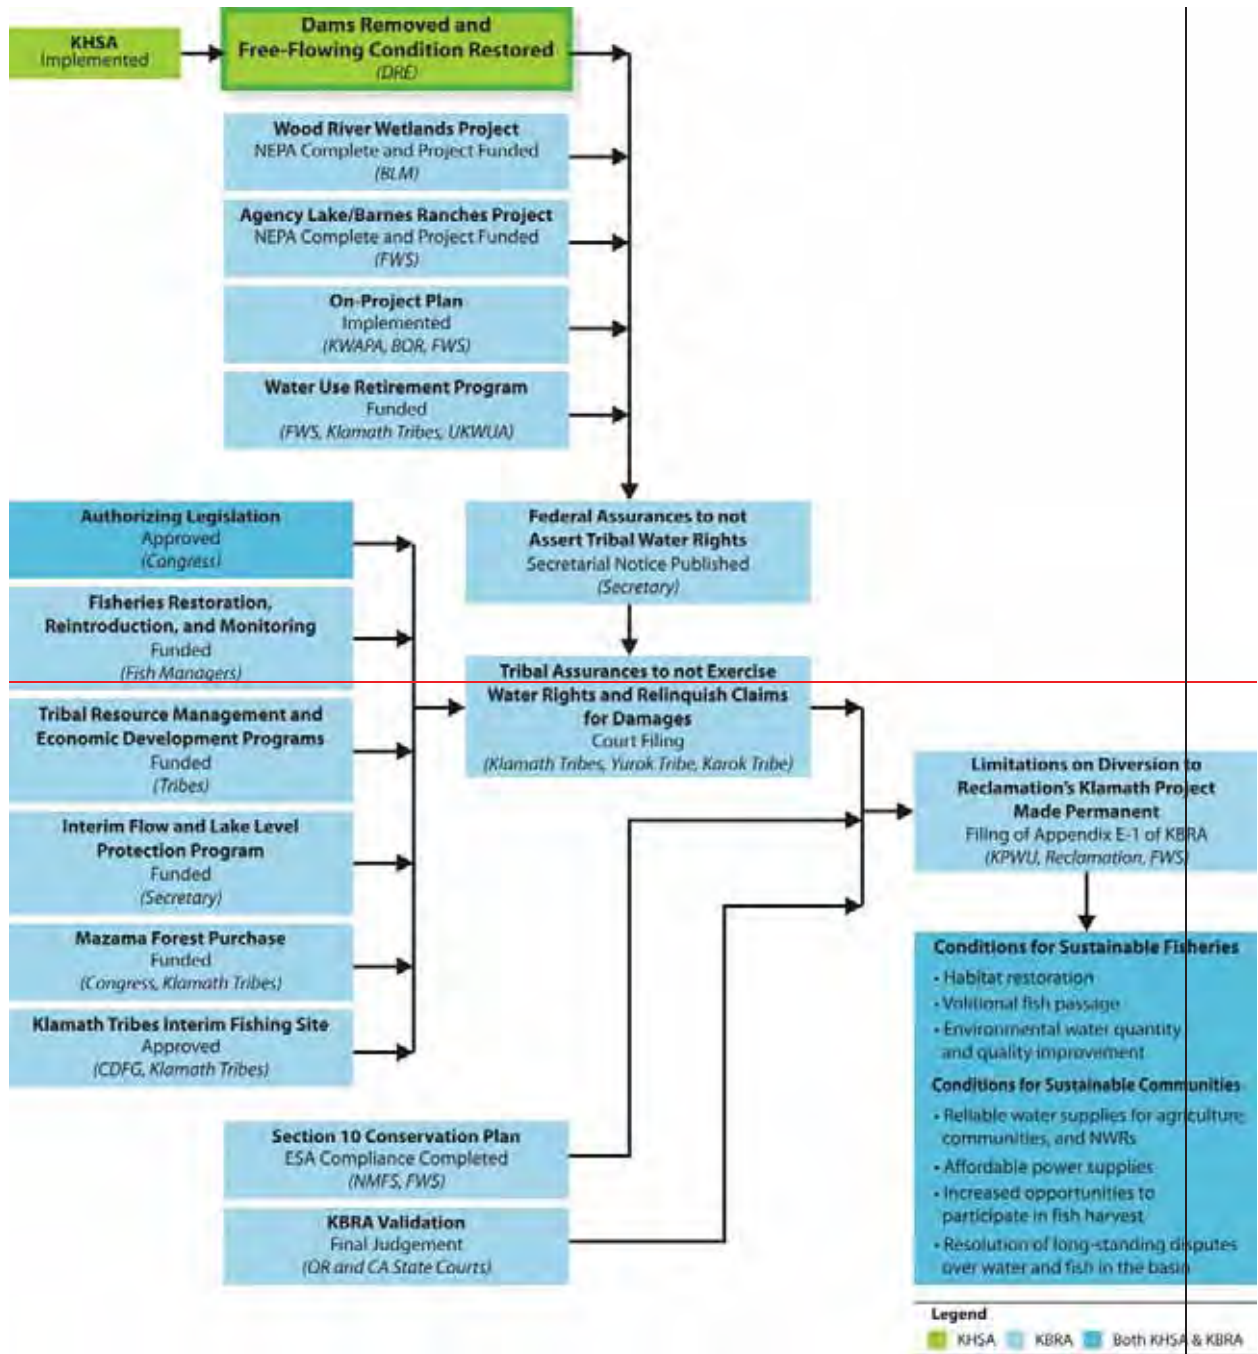 KHSA
Implemented
Dams Removed and
Free-Flowing Condition Restored
(DRE)
Wood River Wetlands Project
NEPA Complete and Project Funded
(BLM)
Agency Lake/Barnes Ranches Project
NEPA Complete and Project Funded
(FWS)
On-Project Plan
Implemented
(KWAPA, BOR, FWS)
Water Use Retirement Program
Funded
(FWS, Klamath Tribes, UKWUA)
Authorizing Legislation
Approved
(Congress)
Fisheries Restoration,
Reintroduction, and Monitoring
Funded
(Fish Managers)
Tribal Resource Management and
Economic Development Programs
Funded
(Tribes)
Interim Flow and Lake Level
Protection Program
Funded
(Secretary)
Mazama Forest Purchase
Funded
(Congress, Klamath Tribes)
Klamath Tribes Interim Fishing Site
Approved
(CDFG, Klamath Tribes)
Federal Assurances to not
Assert Tribal Water Rights
Secretarial Notice Published
(Secretary)
Tribal Assurances to not Exercise
Water Rights and Relinquish Claims
for Damages
Court Filing
(Klamath Tribes, Yurok Tribe, Karok Tribe)
Section 10 Conservation Plan
ESA Compliance Completed
(NMFS, FWS)
KBRA Validation
Final Judgement
(OR and CA State Courts)
Limitations on Diversion to
Reclamation's Klamath Project
Made Permanent
Filing of Appendix E-1 of KBRA
(KPWU, Reclamation, FWS)
Conditions for Sustainable Fisheries
• Habitat restoration
• Volitional fish passage
• Environmental water quantity
and quality improvement
Conditions for Sustainable Communities
• Reliable water supplies for agriculture,
communities, and NWRs
• Affordable power supplies
• Increased opportunities to
participate in fish harvest
• Resolution of long-standing disputes
over water and fish in the basin
Legend
KHSA KBRA Both KHSA & KBRA